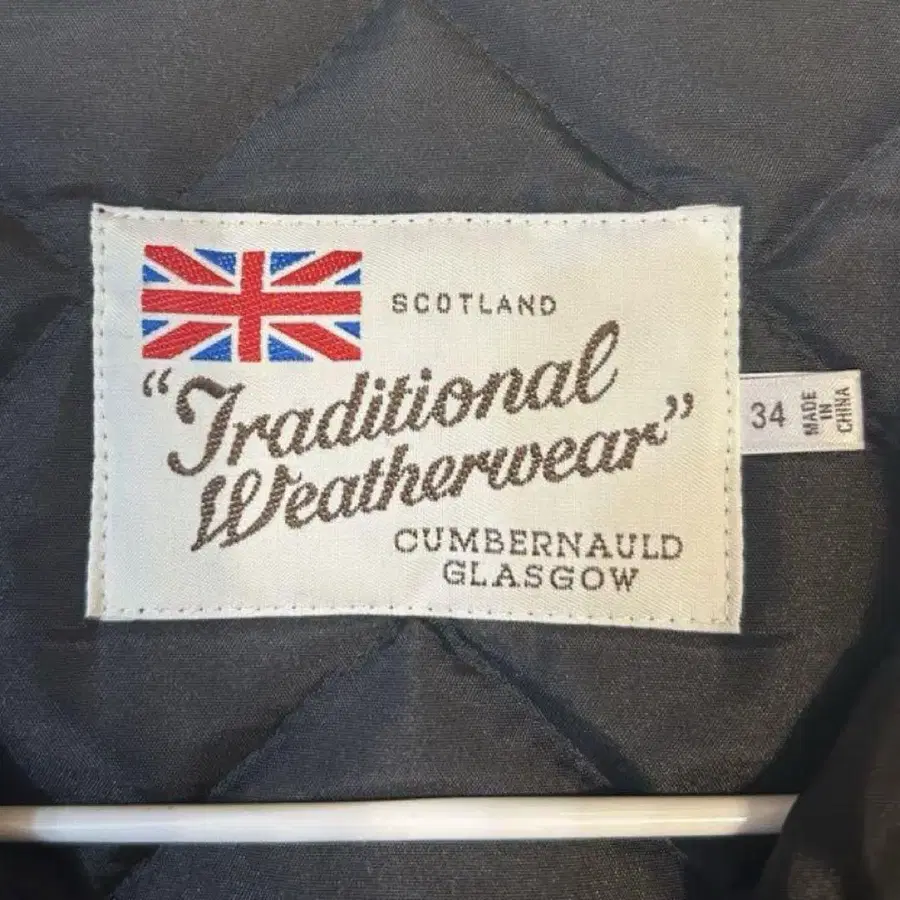 SCOTLAND
“Traditional
Weatherwear”
CUMBERNAULD
GLASGOW
34
MADE
IN
CHINA